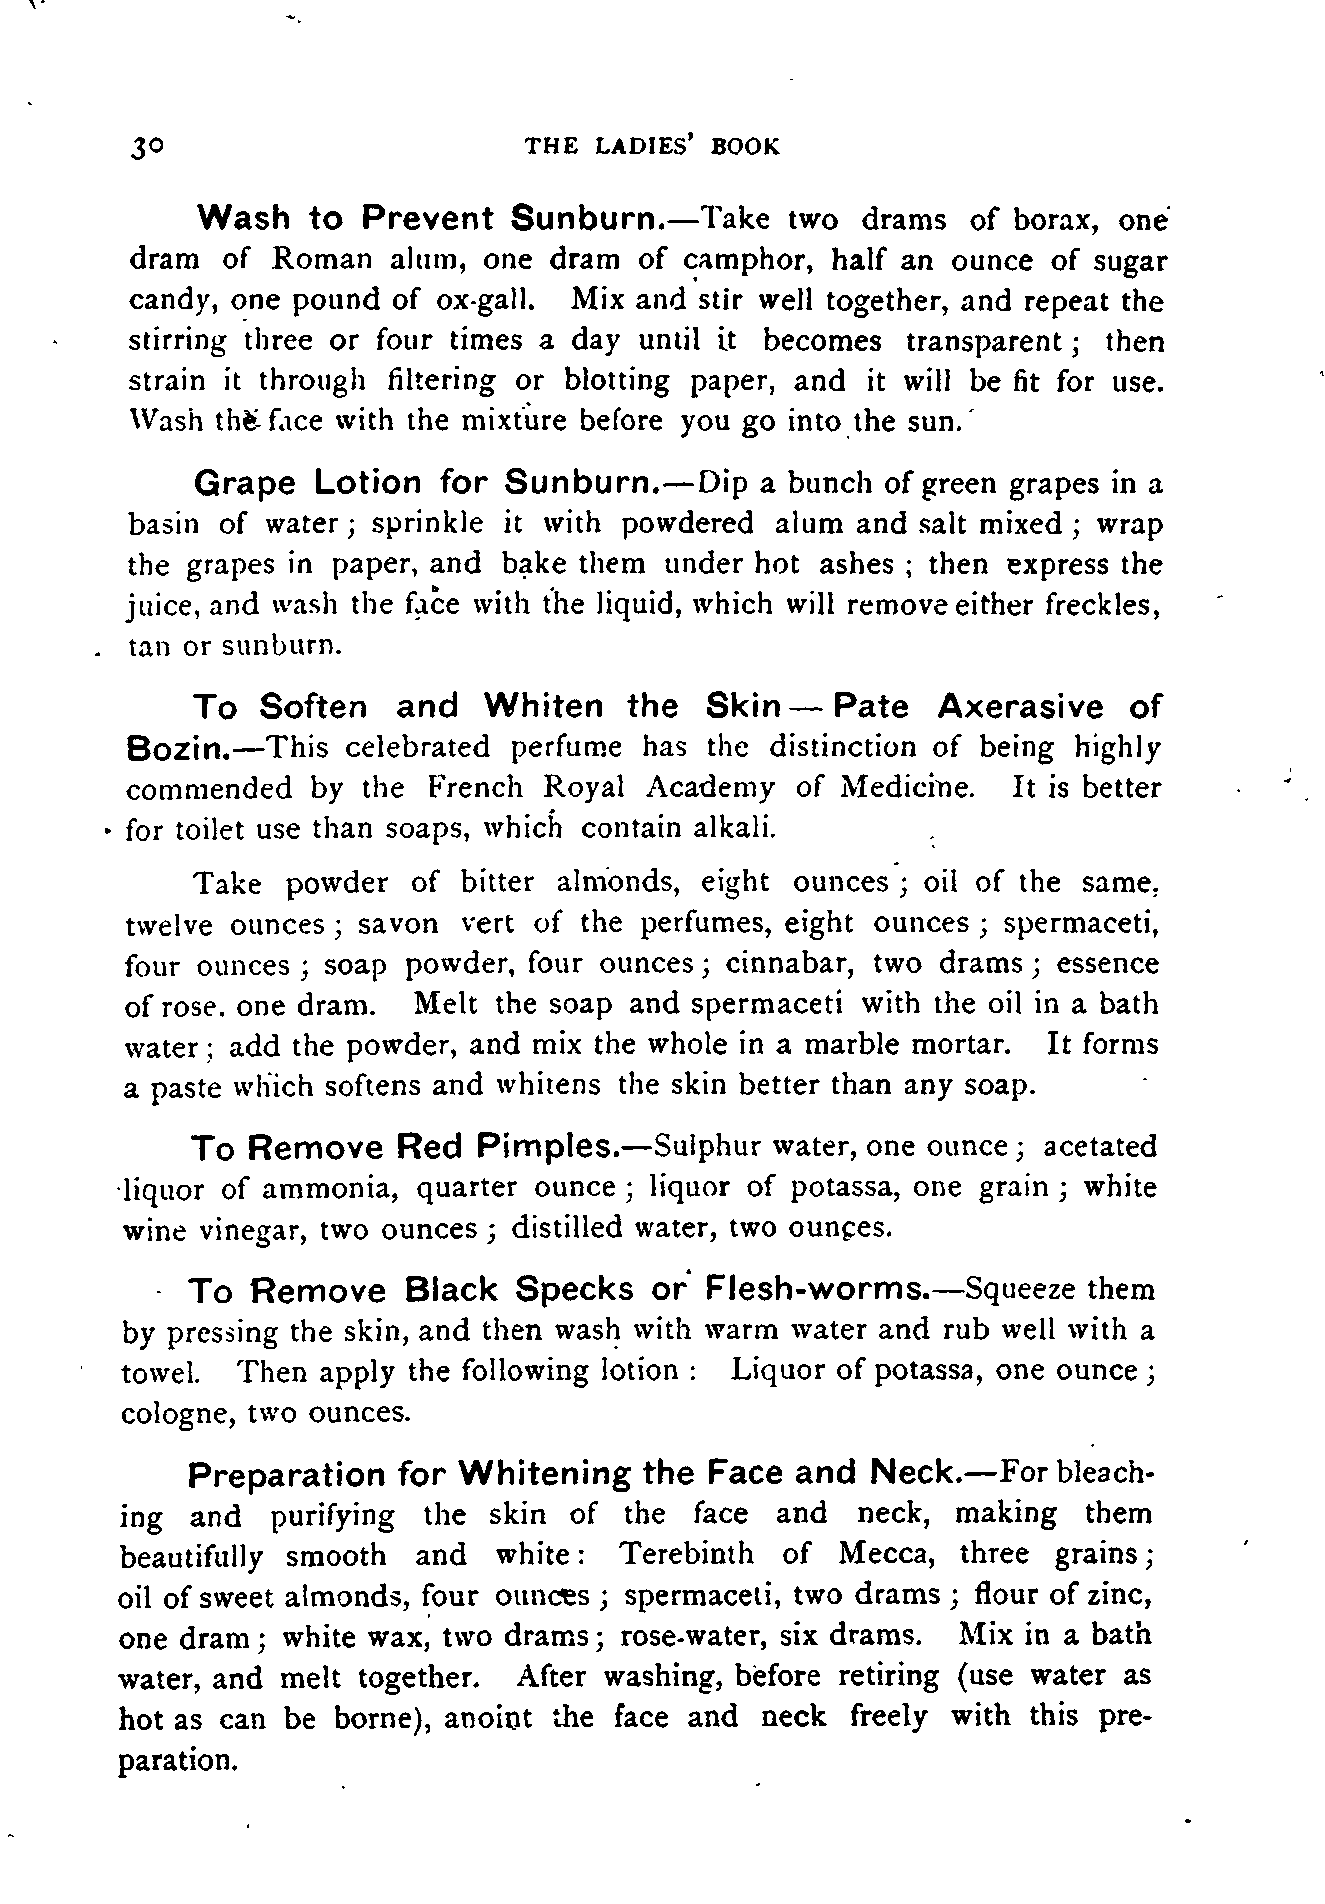 30 THE LADIES' BOOK
Wash to Prevent Sunburn.—Take two drams of borax, one
dram of Roman alum, one dram of camphor, half an ounce of sugar
candy, one pound of ox-gall. Mix and stir well together, and repeat the
stirring three or four times a day until it becomes transparent; then
strain it through filtering or blotting paper, and it will be fit for use.
Wash the face with the mixture before you go into the sun.
Grape Lotion for Sunburn.—Dip a bunch of green grapes in a
basin of water; sprinkle it with powdered alum and salt mixed; wrap
the grapes in paper, and bake them under hot ashes; then express the
juice, and wash the face with the liquid, which will remove either freckles,
tan or sunburn.
To Soften and Whiten the Skin—Pate Axerasive of
Bozin.—This celebrated perfume has the distinction of being highly
commended by the French Royal Academy of Medicine. It is better
for toilet use than soaps, which contain alkali.
Take powder of bitter almonds, eight ounces; oil of the same,
twelve ounces; savon vert of the perfumes, eight ounces; spermaceti,
four ounces; soap powder, four ounces; cinnabar, two drams; essence
of rose. one dram. Melt the soap and spermaceti with the oil in a bath
water; add the powder, and mix the whole in a marble mortar. It forms
a paste which softens and whitens the skin better than any soap.
To Remove Red Pimples.—Sulphur water, one ounce; acetated
liquor of ammonia, quarter ounce; liquor of potassa, one grain; white
wine vinegar, two ounces; distilled water, two ounces.
To Remove Black Specks or Flesh-worms.—Squeeze them
by pressing the skin, and then wash with warm water and rub well with a
towel. Then apply the following lotion: Liquor of potassa, one ounce;
cologne, two ounces.
Preparation for Whitening the Face and Neck.—For bleach-
ing and purifying the skin of the face and neck, making them
beautifully smooth and white: Terebinth of Mecca, three grains;
oil of sweet almonds, four ounces; spermaceti, two drams; flour of zinc,
one dram; white wax, two drams; rose-water, six drams. Mix in a bath
water, and melt together. After washing, before retiring (use water as
hot as can be borne), anoint the face and neck freely with this pre-
paration.